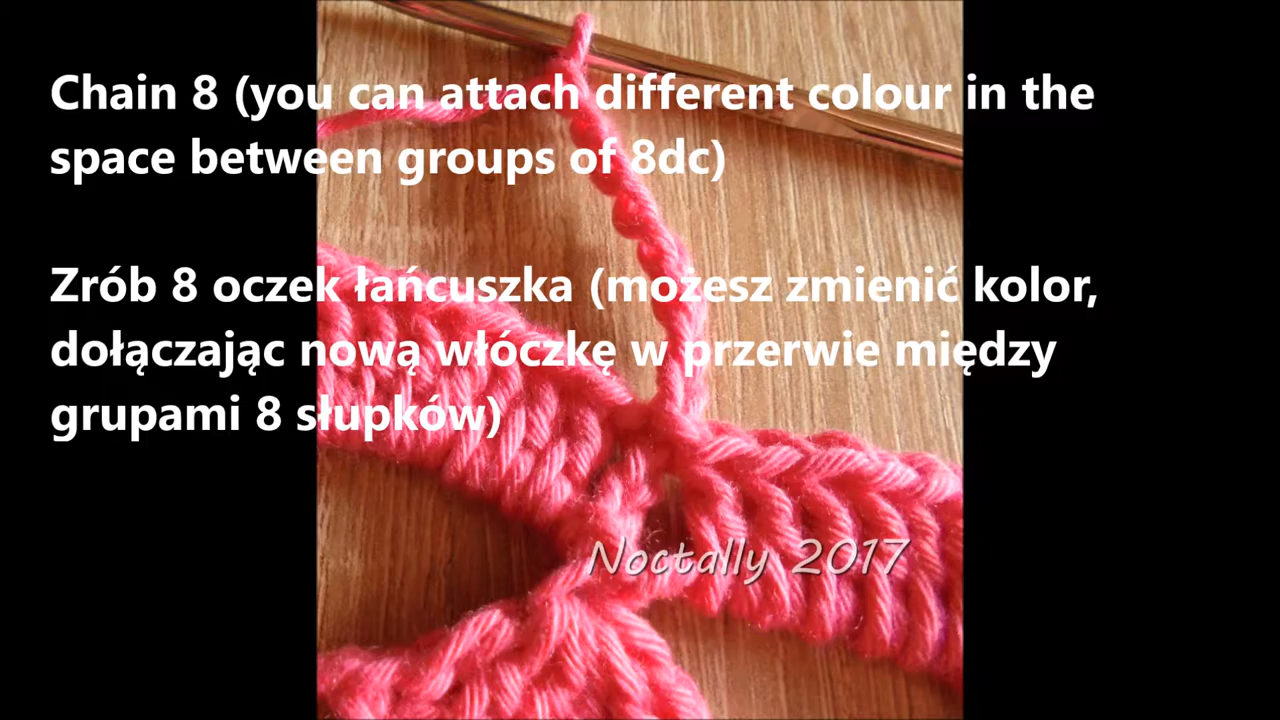 Chain 8 (you can attach different colour in the
space between groups of 8dc)
Zrób 8 oczek łańcuszka (możesz zmienić kolor,
dołączając nową włóczkę w przerwie między
grupami 8 słupków)
Noctally 2017